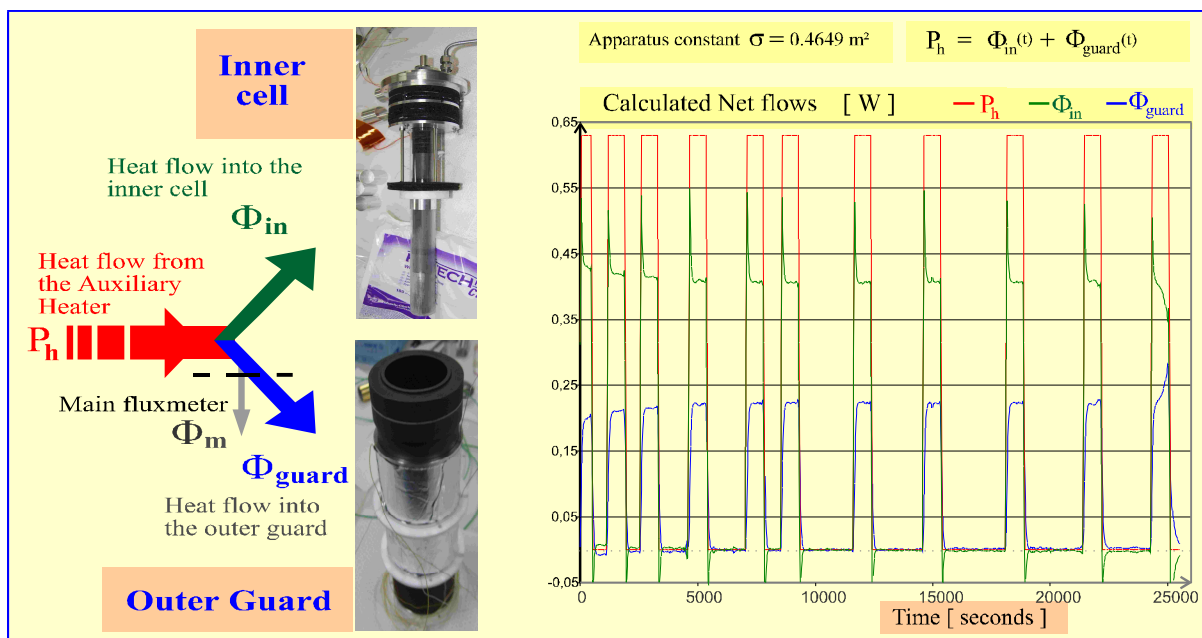 Inner
cell
Heat flow into the
inner cell
Φin
Heat flow from
the Auxiliary
Heater
Ph
Main fluxmeter
Φm
Φguard
Heat flow into
the outer guard
Outer Guard
Apparatus constant σ = 0.4649 m²
Ph = Φin(t) + Φguard(t)
Calculated Net flows [ W ]
Ph Φin Φguard
0,65
0,55
0,45
0,35
0,25
0,15
0,05
-0,05
0 5000 10000 15000 20000 25000
Time [ seconds ]